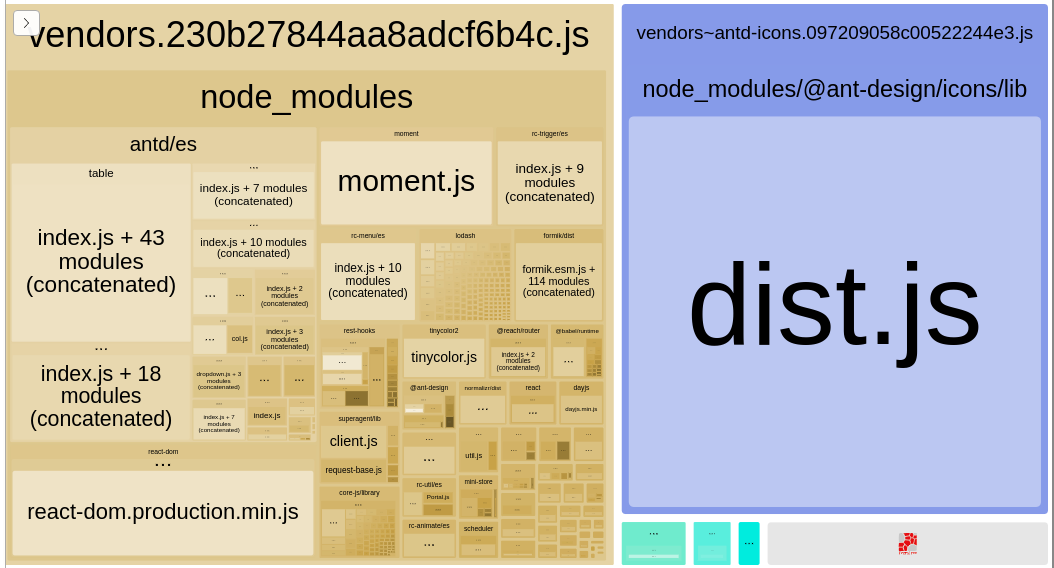 vendors.230b27844aa8adcf6b4c.js
node_modules
antd/es
table
index.js + 43
modules
(concatenated)
...
index.js + 18
modules
(concatenated)
...
index.js + 7 modules
(concatenated)
...
index.js + 10 modules
(concatenated)
...
...
index.js + 2
modules
(concatenated)
...
col.js
index.js + 3
modules
(concatenated)
dropdown.js + 3
modules
(concatenated)
...
...
index.js + 7
modules
(concatenated)
index.js
react-dom
...
react-dom.production.min.js
moment
moment.js
rc-trigger/es
index.js + 9
modules
(concatenated)
rc-menu/es
index.js + 10
modules
(concatenated)
lodash
formik/dist
formik.esm.js +
114 modules
(concatenated)
rest-hooks
...
tinycolor2
tinycolor.js
@reach/router
index.js + 2
modules
(concatenated)
@babel/runtime
...
@ant-design
normalizr/dist
...
react
...
dayjs
dayjs.min.js
superagent/lib
client.js
request-base.js
...
util.js
core-js/library
...
rc-util/es
...
Portal.js
mini-store
rc-animate/es
...
scheduler
vendors~antd-icons.097209058c00522244e3.js
node_modules/@ant-design/icons/lib
dist.js
...
...
...